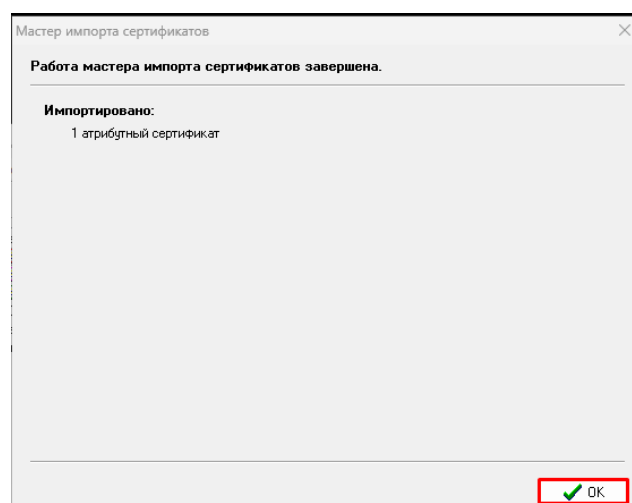 Мастер импорта сертификатов
Работа мастера импорта сертификатов завершена.
Импортировано:
1 атрибутный сертификат
OK